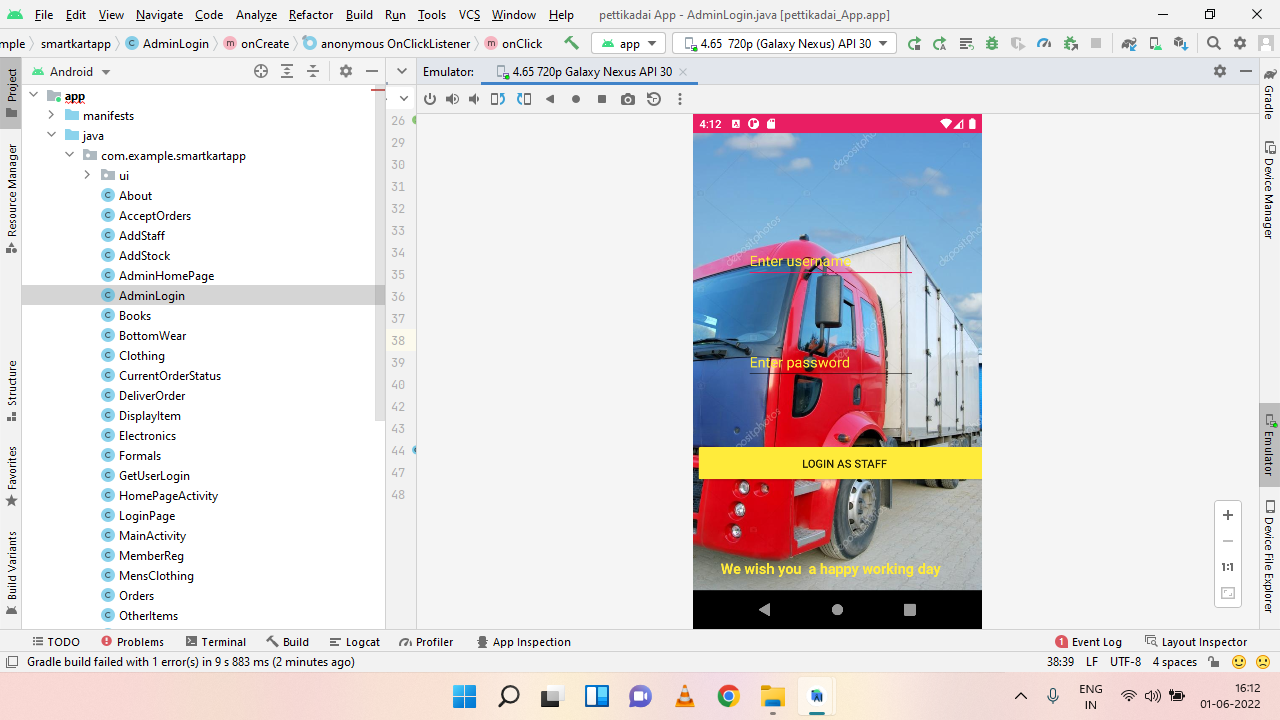 File Edit View Navigate Code Analyze Refactor Build Run Tools VCS Window Help pettikadai App - AdminLogin.java [pettikadai_App.app]
mple smartkartapp AdminLogin onCreate anonymous OnClickListener onClick app 4.65 720p (Galaxy Nexus) API 30
Project
Android
Emulator: 4.65 720p Galaxy Nexus API 30
app
manifests
java
com.example.smartkartapp
ui
About
AcceptOrders
AddStaff
AddStock
AdminHomePage
AdminLogin
Books
BottomWear
Clothing
CurrentOrderStatus
DeliverOrder
DisplayItem
Electronics
Formals
GetUserLogin
HomePageActivity
LoginPage
MainActivity
MemberReg
MensClothing
Orders
OtherItems
Resource Manager
Structure
Favorites
Build Variants
26
29
30
31
32
33
34
35
36
37
38
39
40
42
43
44
47
48
4:12
depositphotos
Enter username
Enter password
LOGIN AS STAFF
We wish you a happy working day
1:1
Gradle
Device Manager
Emulator
Device File Explorer
TODO Problems Terminal Build Logcat Profiler App Inspection 1 Event Log Layout Inspector
Gradle build failed with 1 error(s) in 9 s 883 ms (2 minutes ago) 38:39 LF UTF-8 4 spaces
ENG
IN
16:12
01-06-2022